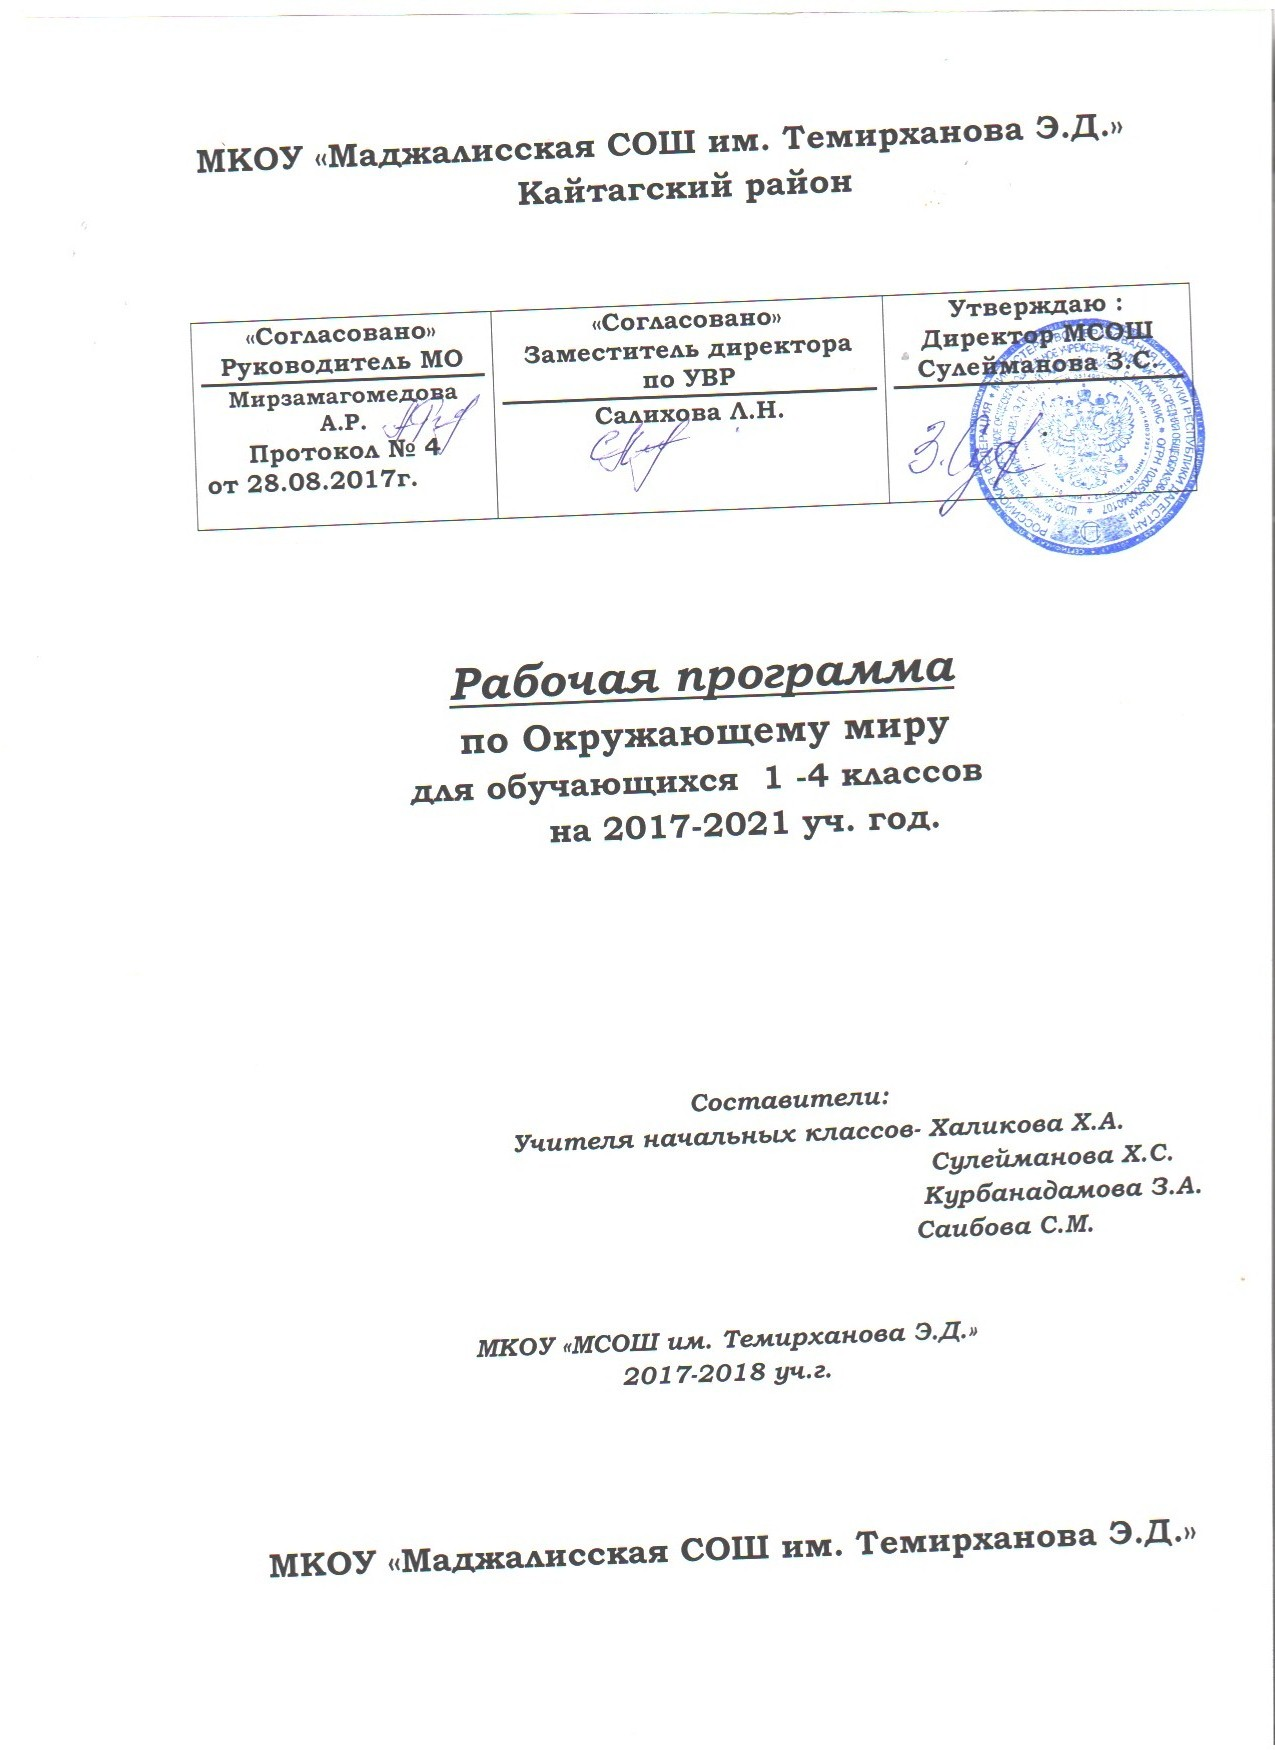 МКОУ «Маджалисская СОШ им. Темирханова Э.Д.»
Кайтагский район
«Согласовано»
Руководитель МО
Мирзамагомедова
А.Р.
Протокол № 4
от 28.08.2017г.
«Согласовано»
Заместитель директора
по УВР
Салихова Л.Н.
Утверждаю :
Директор МСОШ
Сулейманова З.С.
Рабочая программа
по Окружающему миру
для обучающихся 1 -4 классов
на 2017-2021 уч. год.
Составители:
Учителя начальных классов- Халикова Х.А.
Сулейманова Х.С.
Курбанадамова З.А.
Саибова С.М.
МКОУ «МСОШ им. Темирханова Э.Д.»
2017-2018 уч.г.
МКОУ «Маджалисская СОШ им. Темирханова Э.Д.»